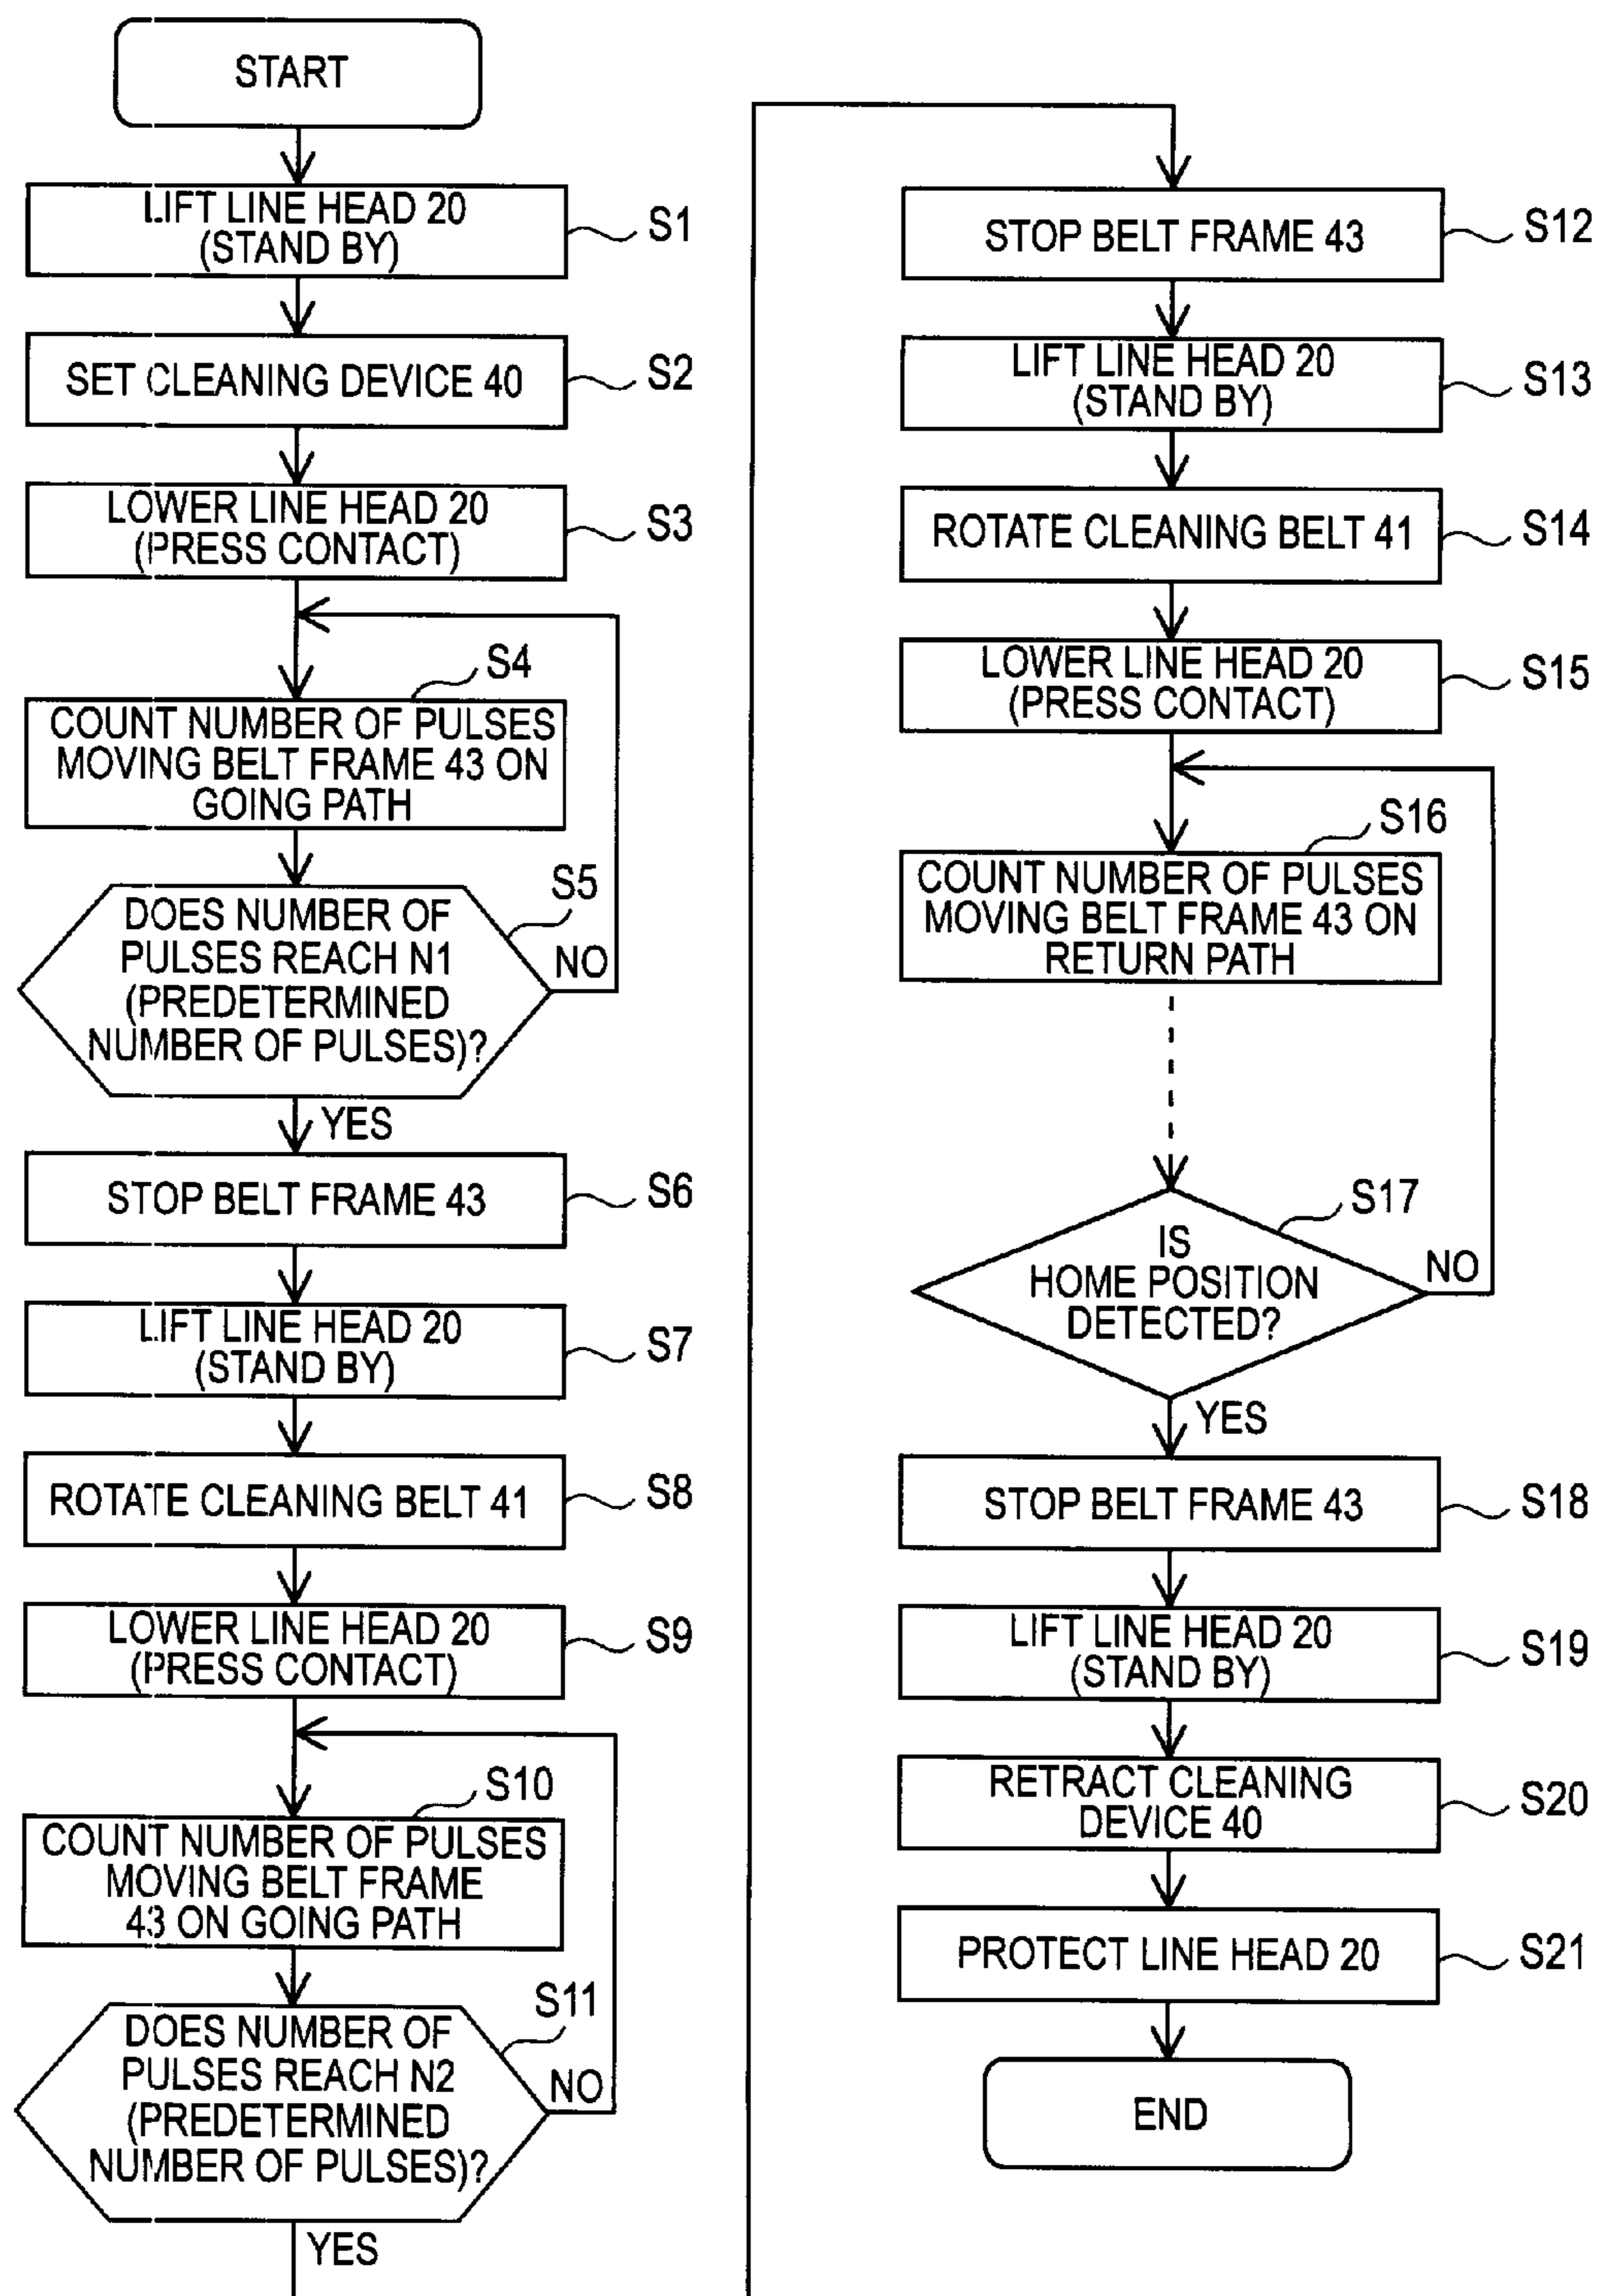 START
LIFT LINE HEAD 20
(STAND BY)
S1
SET CLEANING DEVICE 40
S2
LOWER LINE HEAD 20
(PRESS CONTACT)
S3
S4
COUNT NUMBER OF PULSES
MOVING BELT FRAME 43 ON
GOING PATH
S5
DOES NUMBER OF
PULSES REACH N1
(PREDETERMINED
NUMBER OF PULSES)?
NO
YES
STOP BELT FRAME 43
S6
LIFT LINE HEAD 20
(STAND BY)
S7
ROTATE CLEANING BELT 41
S8
LOWER LINE HEAD 20
(PRESS CONTACT)
S9
S10
COUNT NUMBER OF PULSES
MOVING BELT FRAME
43 ON GOING PATH
S11
DOES NUMBER OF
PULSES REACH N2
(PREDETERMINED
NUMBER OF PULSES)?
NO
YES
STOP BELT FRAME 43
S12
LIFT LINE HEAD 20
(STAND BY)
S13
ROTATE CLEANING BELT 41
S14
LOWER LINE HEAD 20
(PRESS CONTACT)
S15
S16
COUNT NUMBER OF PULSES
MOVING BELT FRAME 43 ON
RETURN PATH
S17
IS
HOME POSITION
DETECTED?
NO
YES
STOP BELT FRAME 43
S18
LIFT LINE HEAD 20
(STAND BY)
S19
RETRACT CLEANING
DEVICE 40
S20
PROTECT LINE HEAD 20
S21
END